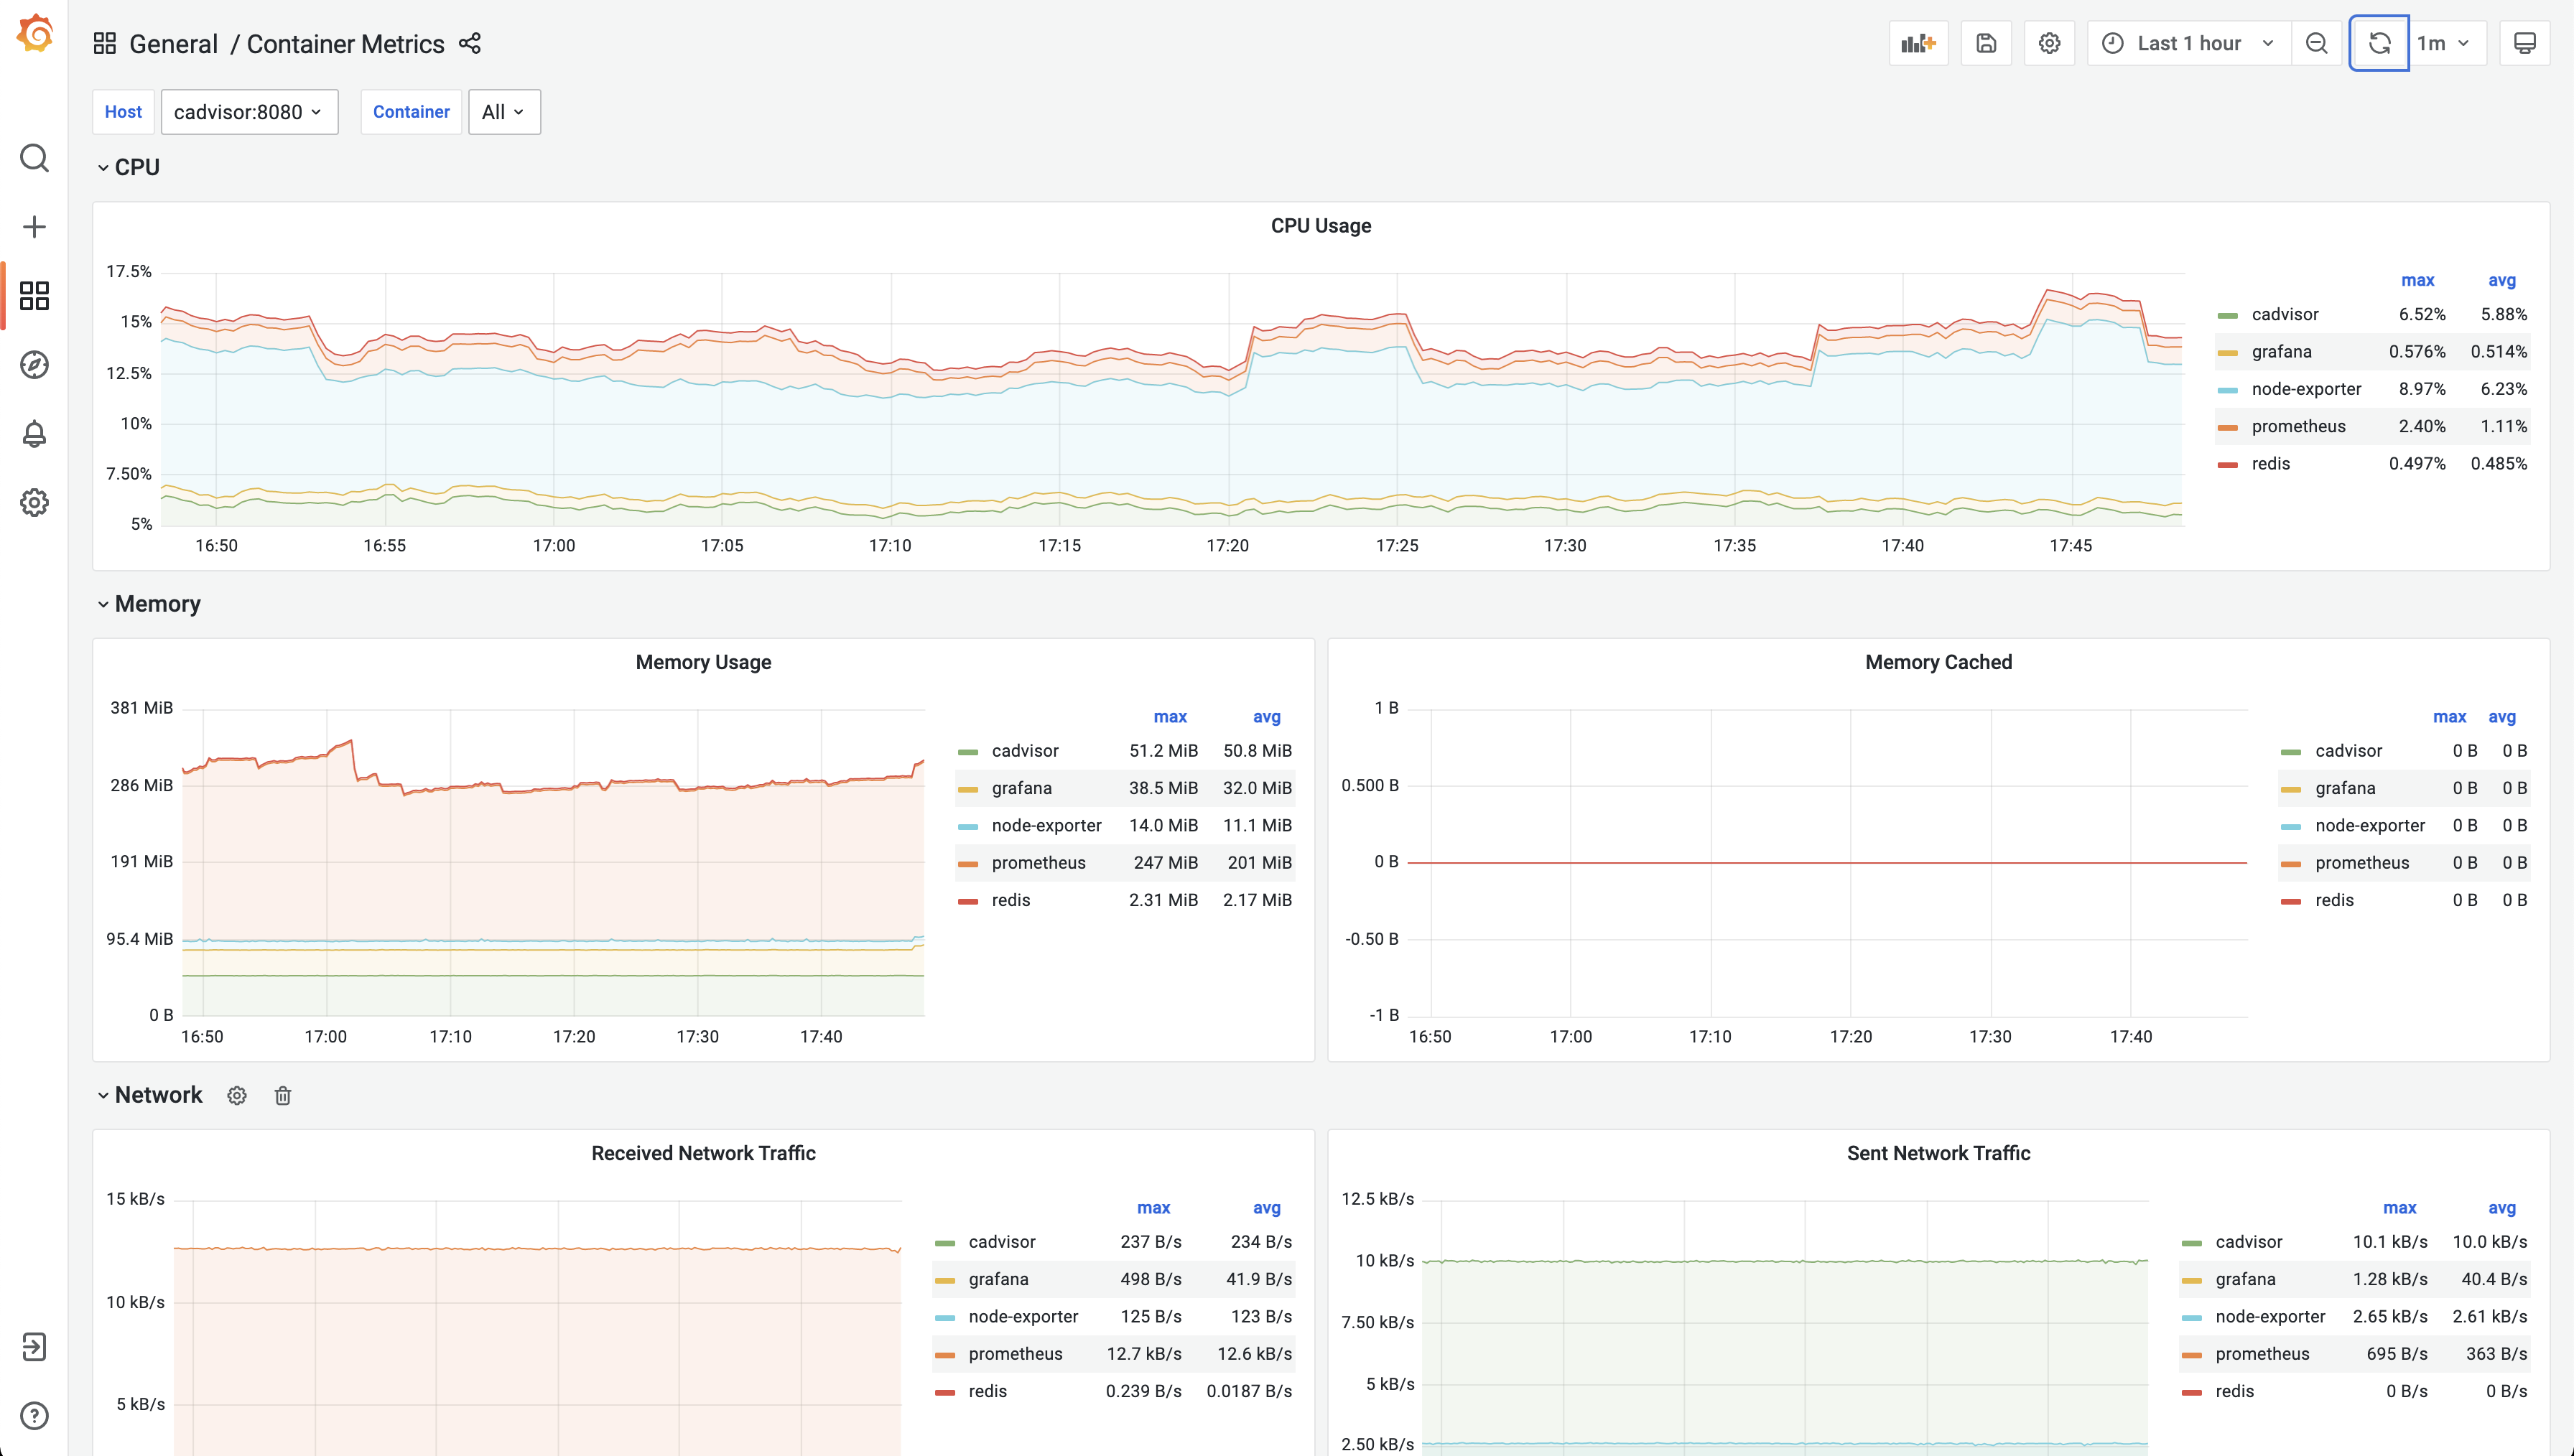 General / Container Metrics
Last 1 hour
1m
Host
cadvisor:8080
Container
All
CPU
CPU Usage
17.5%
15%
12.5%
10%
7.50%
5%
16:50
16:55
17:00
17:05
17:10
17:15
17:20
17:25
17:30
17:35
17:40
17:45
max avg
cadvisor 6.52% 5.88%
grafana 0.576% 0.514%
node-exporter 8.97% 6.23%
prometheus 2.40% 1.11%
redis 0.497% 0.485%
Memory
Memory Usage
381 MiB
286 MiB
191 MiB
95.4 MiB
0 B
16:50
17:00
17:10
17:20
17:30
17:40
max avg
cadvisor 51.2 MiB 50.8 MiB
grafana 38.5 MiB 32.0 MiB
node-exporter 14.0 MiB 11.1 MiB
prometheus 247 MiB 201 MiB
redis 2.31 MiB 2.17 MiB
Memory Cached
1 B
0.500 B
0 B
-0.50 B
-1 B
16:50
17:00
17:10
17:20
17:30
17:40
max avg
cadvisor 0 B 0 B
grafana 0 B 0 B
node-exporter 0 B 0 B
prometheus 0 B 0 B
redis 0 B 0 B
Network
Received Network Traffic
15 kB/s
10 kB/s
5 kB/s
max avg
cadvisor 237 B/s 234 B/s
grafana 498 B/s 41.9 B/s
node-exporter 125 B/s 123 B/s
prometheus 12.7 kB/s 12.6 kB/s
redis 0.239 B/s 0.0187 B/s
Sent Network Traffic
12.5 kB/s
10 kB/s
7.50 kB/s
5 kB/s
2.50 kB/s
max avg
cadvisor 10.1 kB/s 10.0 kB/s
grafana 1.28 kB/s 40.4 B/s
node-exporter 2.65 kB/s 2.61 kB/s
prometheus 695 B/s 363 B/s
redis 0 B/s 0 B/s